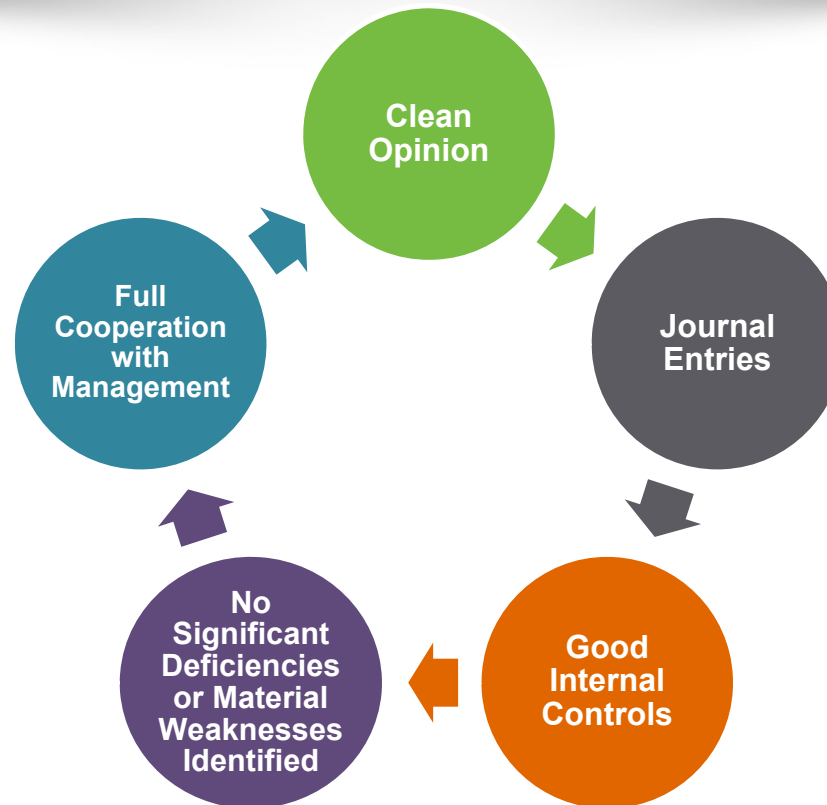 Clean
Opinion
Journal
Entries
Good
Internal
Controls
No
Significant
Deficiencies
or Material
Weaknesses
Identified
Full
Cooperation
with
Management